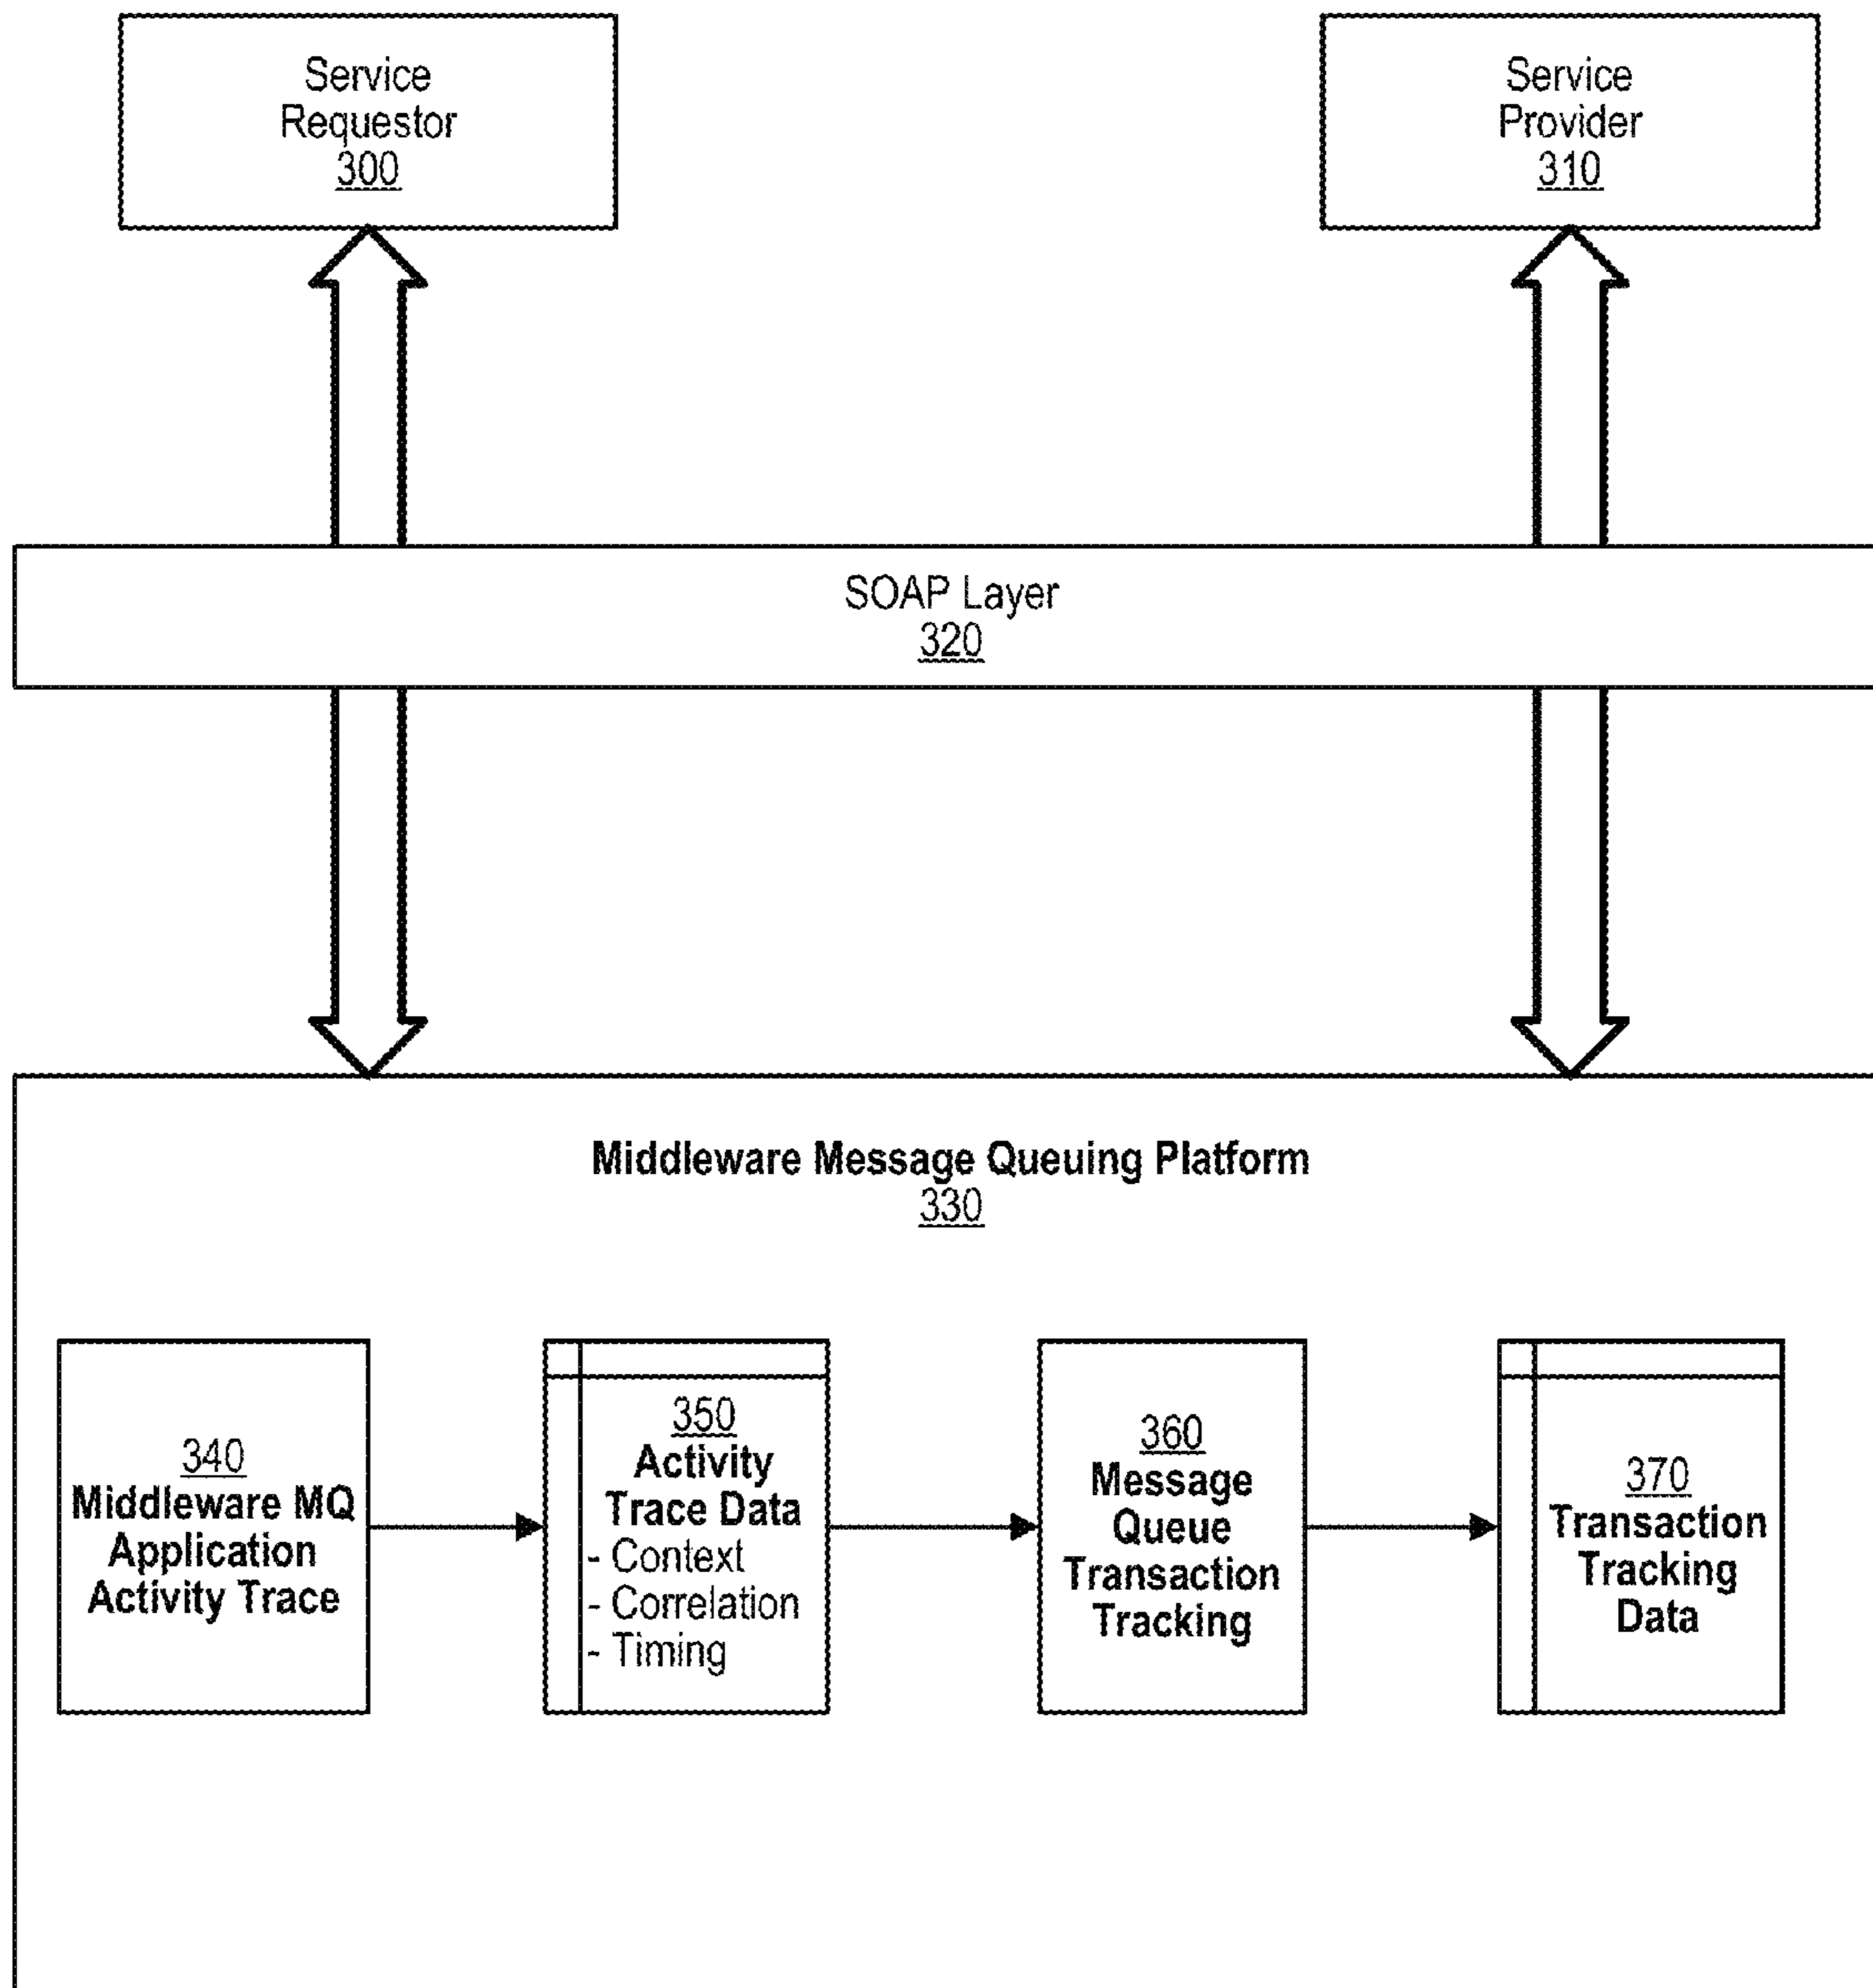 Service
Requestor
300
Service
Provider
310
SOAP Layer
320
Middleware Message Queuing Platform
330
340
Middleware MQ
Application
Activity Trace
350
Activity
Trace Data
- Context
- Correlation
- Timing
360
Message
Queue
Transaction
Tracking
370
Transaction
Tracking
Data